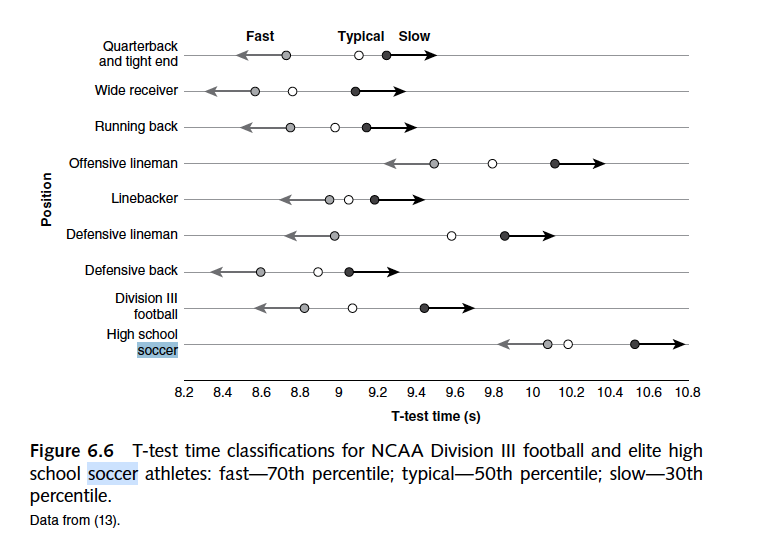 Fast Typical Slow
Quarterback
and tight end
Wide receiver
Running back
Offensive lineman
Linebacker
Defensive lineman
Defensive back
Division III
football
High school
soccer
Position
8.2 8.4 8.6 8.8 9 9.2 9.4 9.6 9.8 10 10.2 10.4 10.6 10.8
T-test time (s)
Figure 6.6 T-test time classifications for NCAA Division III football and elite high
school soccer athletes: fast—70th percentile; typical—50th percentile; slow—30th
percentile.
Data from (13).